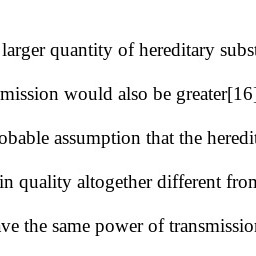 larger quantity of hereditary subst
mission would also be greater[16]
obable assumption that the heredit
in quality altogether different from
ve the same power of transmission